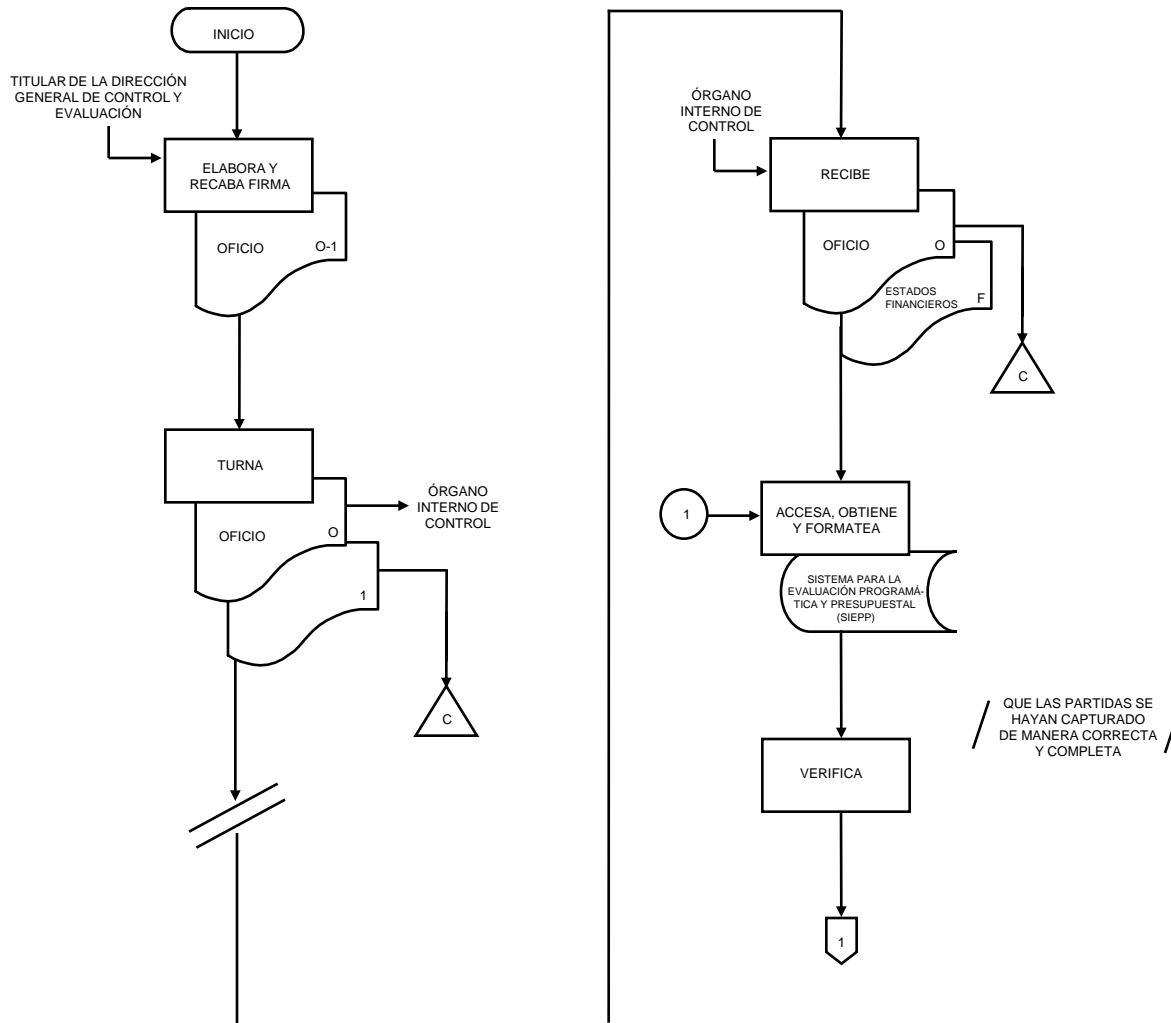 INICIO
TITULAR DE LA DIRECCIÓN
GENERAL DE CONTROL Y
EVALUACIÓN
ELABORA Y
RECABA FIRMA
OFICIO
O-1
TURNA
OFICIO
O
ÓRGANO
INTERNO DE
CONTROL
1
C
ÓRGANO
INTERNO DE
CONTROL
RECIBE
OFICIO
O
ESTADOS
FINANCIEROS
F
C
1
ACCESA, OBTIENE
Y FORMATEA
SISTEMA PARA LA
EVALUACIÓN PROGRAMÁ-
TICA Y PRESUPUESTAL
(SIEPP)
QUE LAS PARTIDAS SE
HAYAN CAPTURADO
DE MANERA CORRECTA
Y COMPLETA
VERIFICA
1